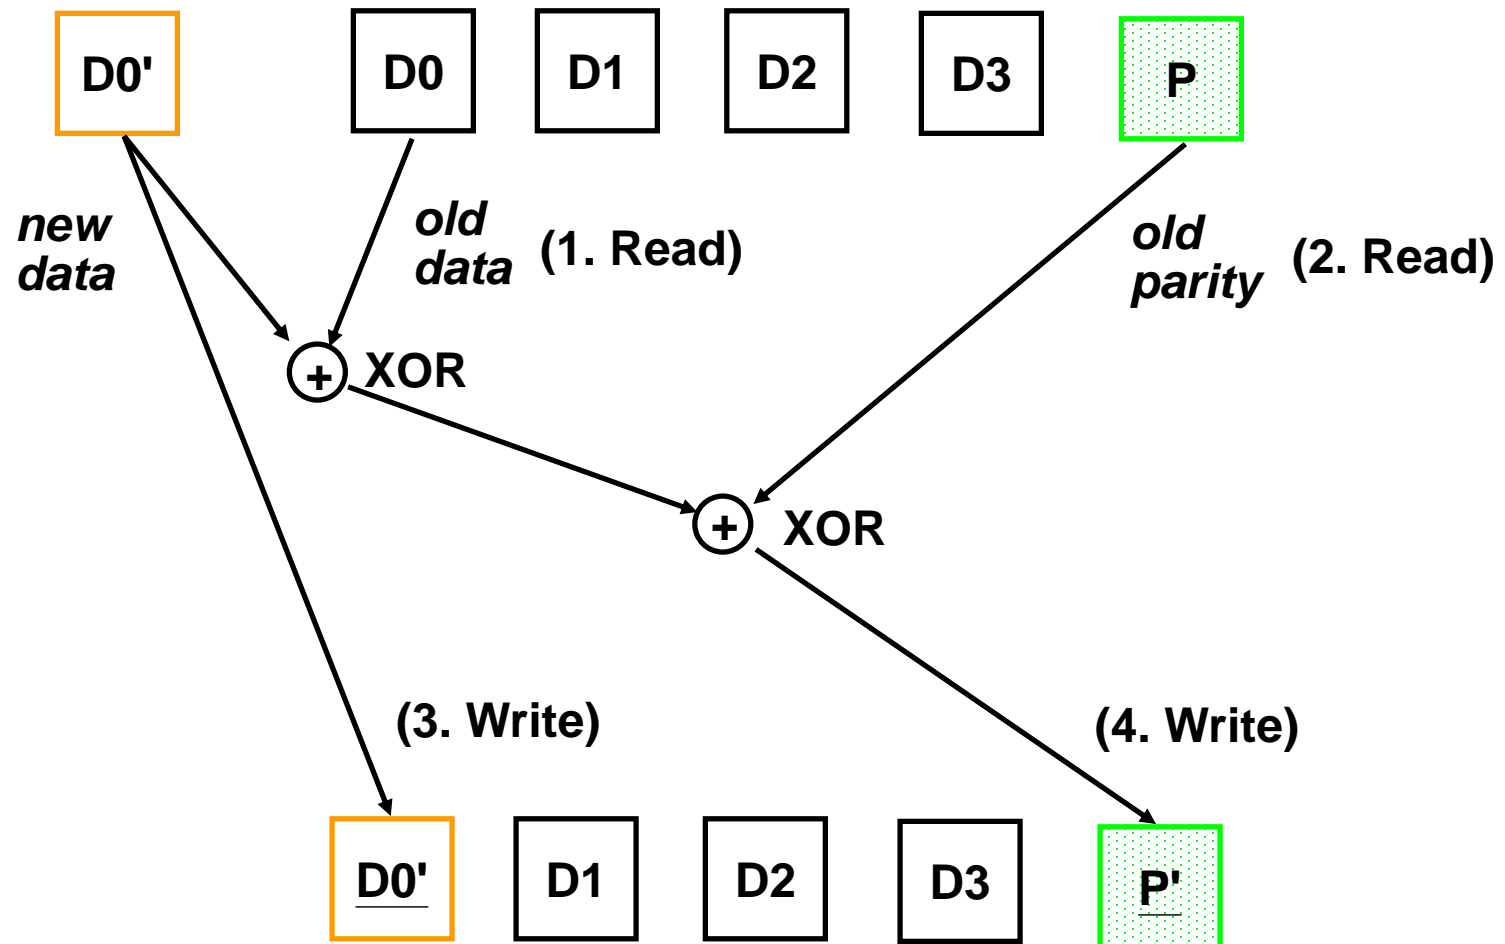 D0' D0 D1 D2 D3 P
new
data
old
data (1. Read)
old
parity (2. Read)
+ XOR
+ XOR
(3. Write)
(4. Write)
D0' D1 D2 D3 P'